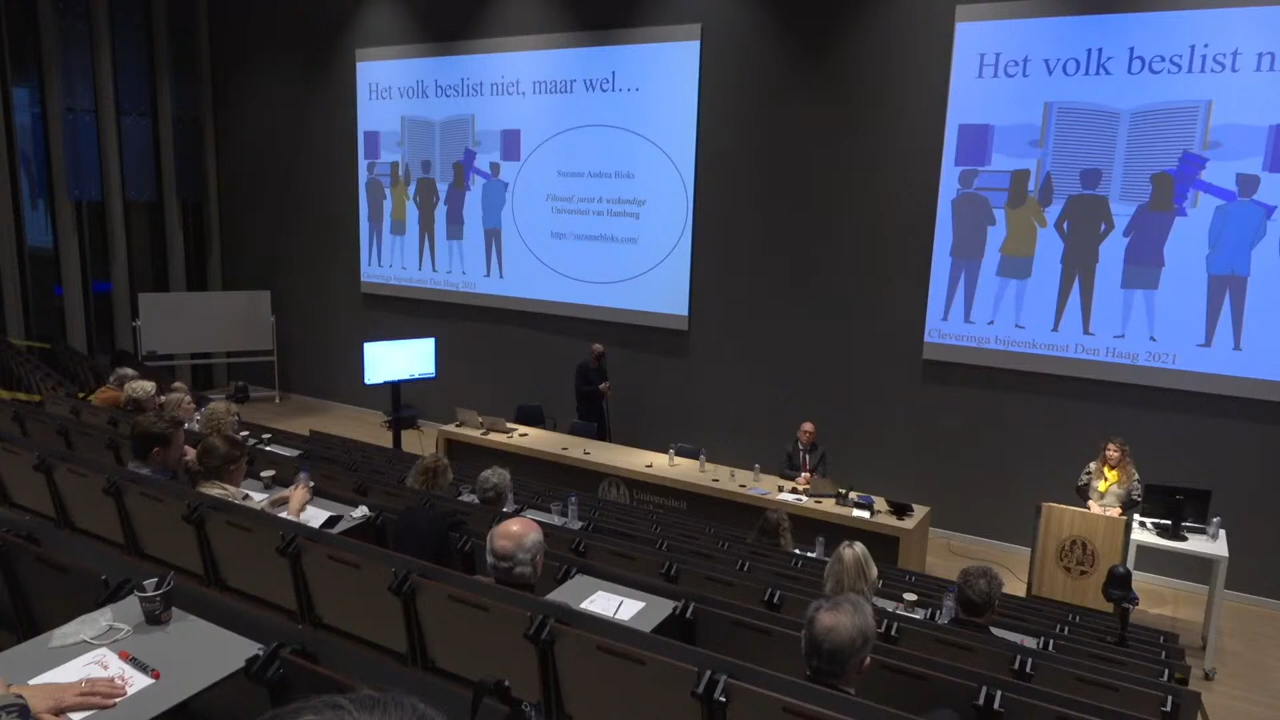 Het volk beslist niet, maar wel...
Suzanne Andrea Bloks
Filosoof, jurist & wiskundige
Universiteit van Hamburg
https://suzannebloks.com/
Cleveringa bijeenkomst Den Haag 2021
Het volk beslist n
Cleveringa bijeenkomst Den Haag 2021
Universiteit